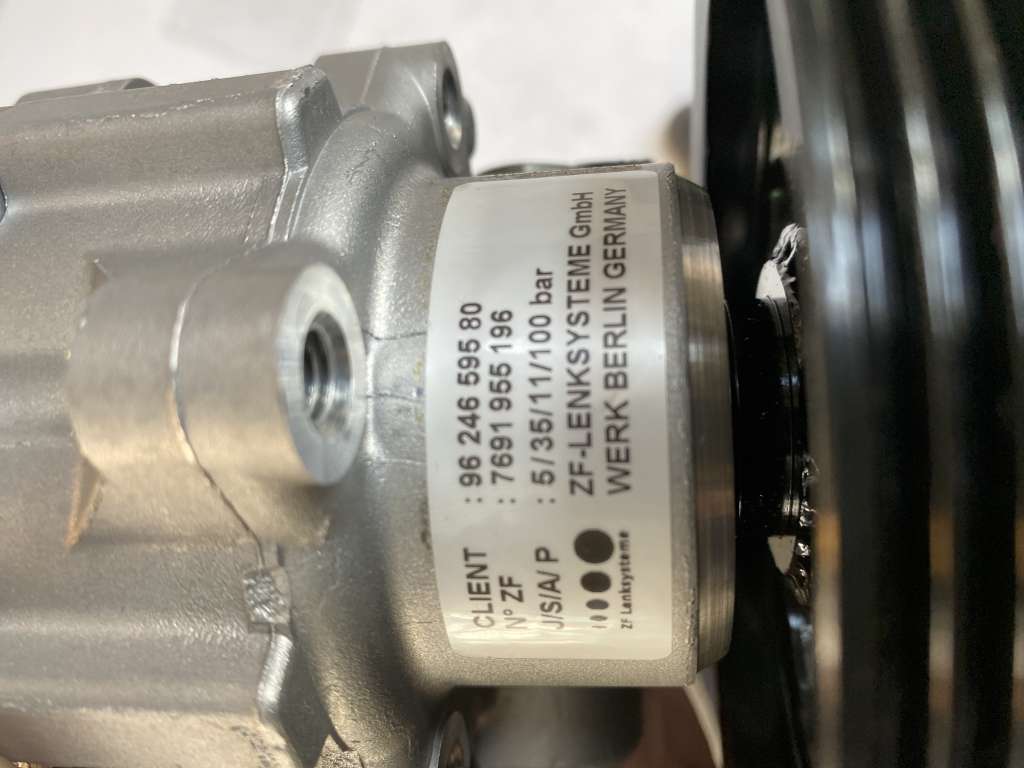 CLIENT : 96 246 595 80
N° ZF : 7691 955 196
J/S/A/ P : 5/35/11/100 bar
ZF-LENKSYSTEME GmbH
WERK BERLIN GERMANY
ZF Lenksysteme